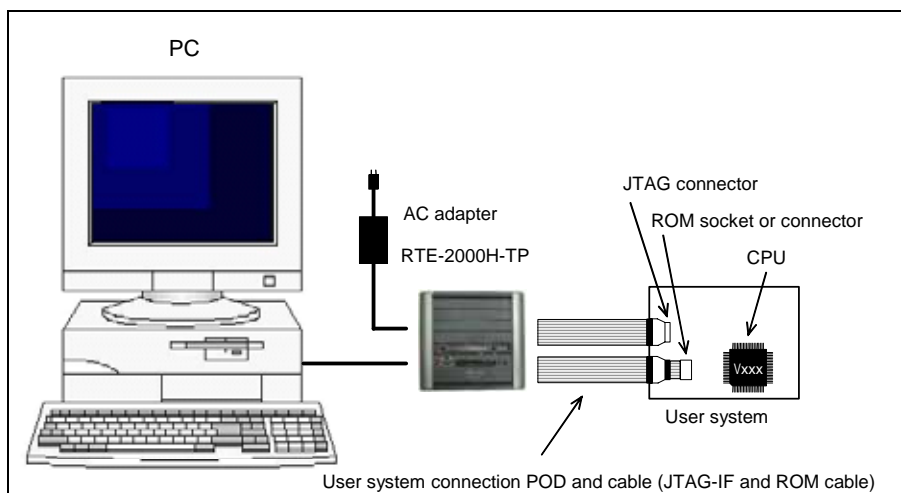 PC
JTAG connector
AC adapter
ROM socket or connector
RTE-2000H-TP
CPU
Vxxx
User system
User system connection POD and cable (JTAG-IF and ROM cable)